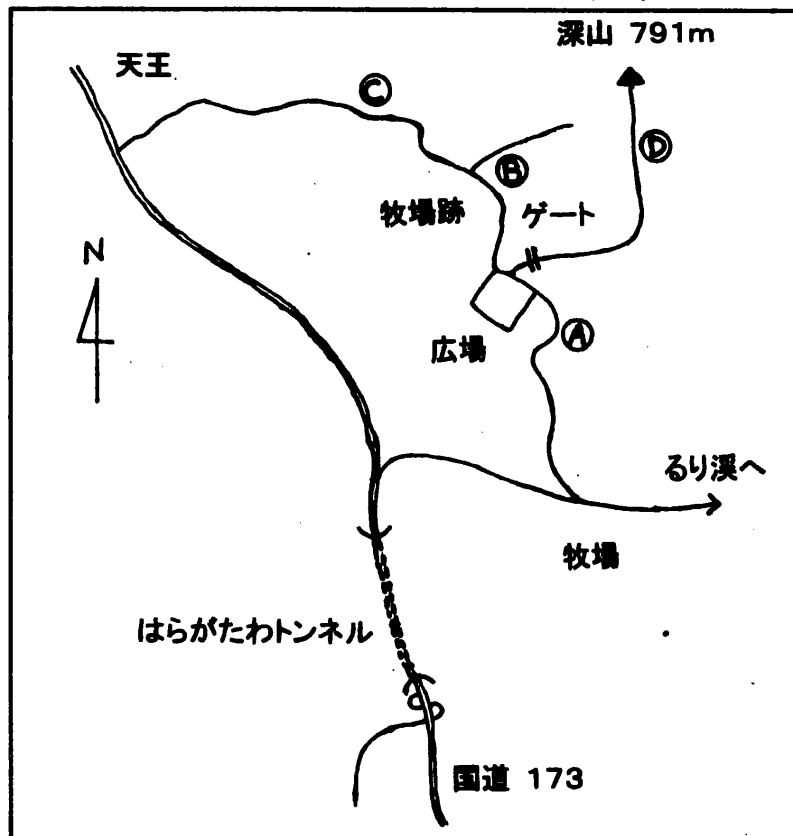 深山 791m
天王
Ⓒ
Ⓓ
Ⓑ
牧場跡
ゲート
N
広場
Ⓐ
るり渓へ
牧場
はらがたわトンネル
国道 173